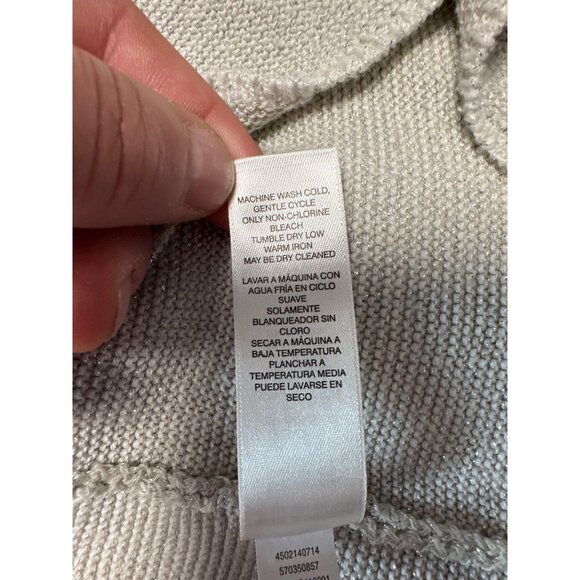 MACHINE WASH COLD,
GENTLE CYCLE
ONLY NON-CHLORINE
BLEACH
TUMBLE DRY LOW
WARM IRON
MAY BE DRY CLEANED
LAVAR A MÁQUINA CON
AGUA FRÍA EN CICLO
SUAVE
SOLAMENTE
BLANQUEADOR SIN
CLORO
SECAR A MÁQUINA A
BAJA TEMPERATURA
PLANCHAR A
TEMPERATURA MEDIA
PUEDE LAVARSE EN
SECO
4502140714
570350857